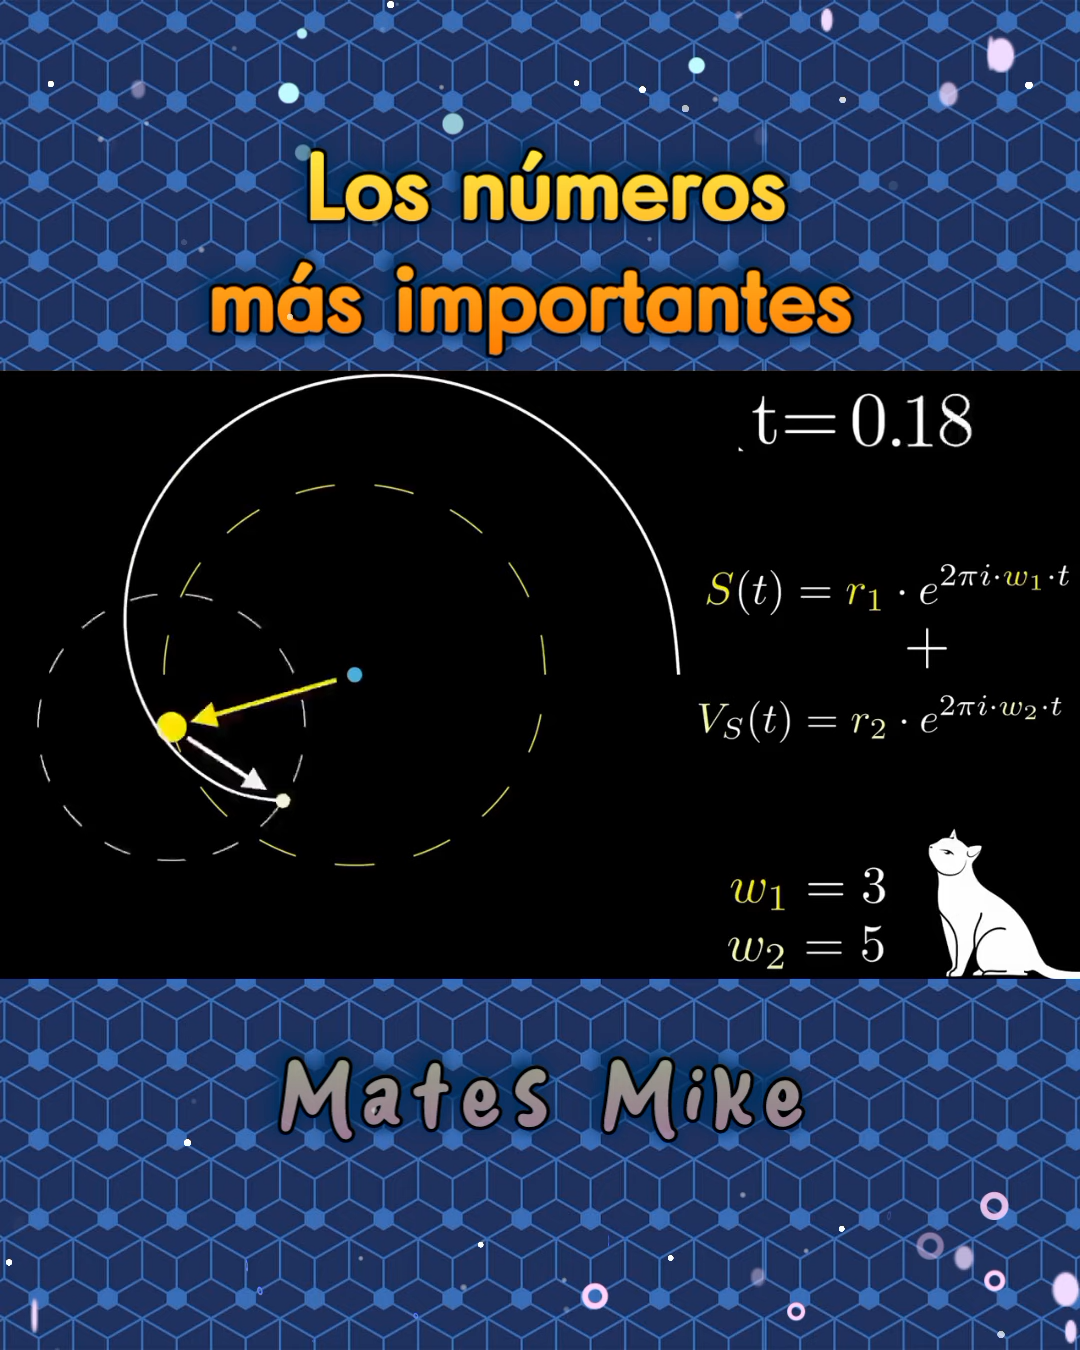 Los números
más importantes
t=0.18
S(t) = r₁ · e^{2πi·w₁·t}
+
V_S(t) = r₂ · e^{2πi·w₂·t}
w₁ = 3
w₂ = 5
Mates Mike